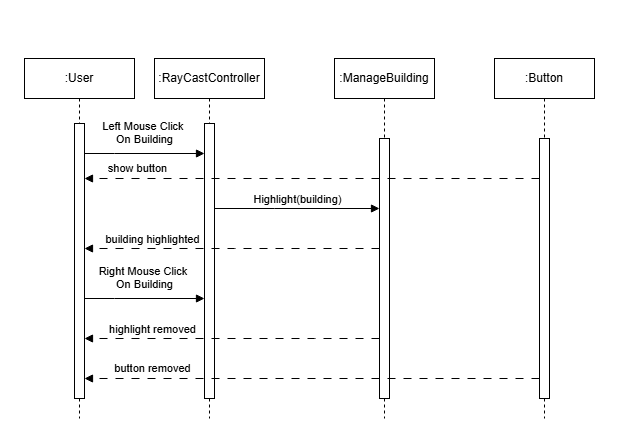 :User
:RayCastController
:ManageBuilding
:Button
Left Mouse Click
On Building
show button
Highlight(building)
building highlighted
Right Mouse Click
On Building
highlight removed
button removed